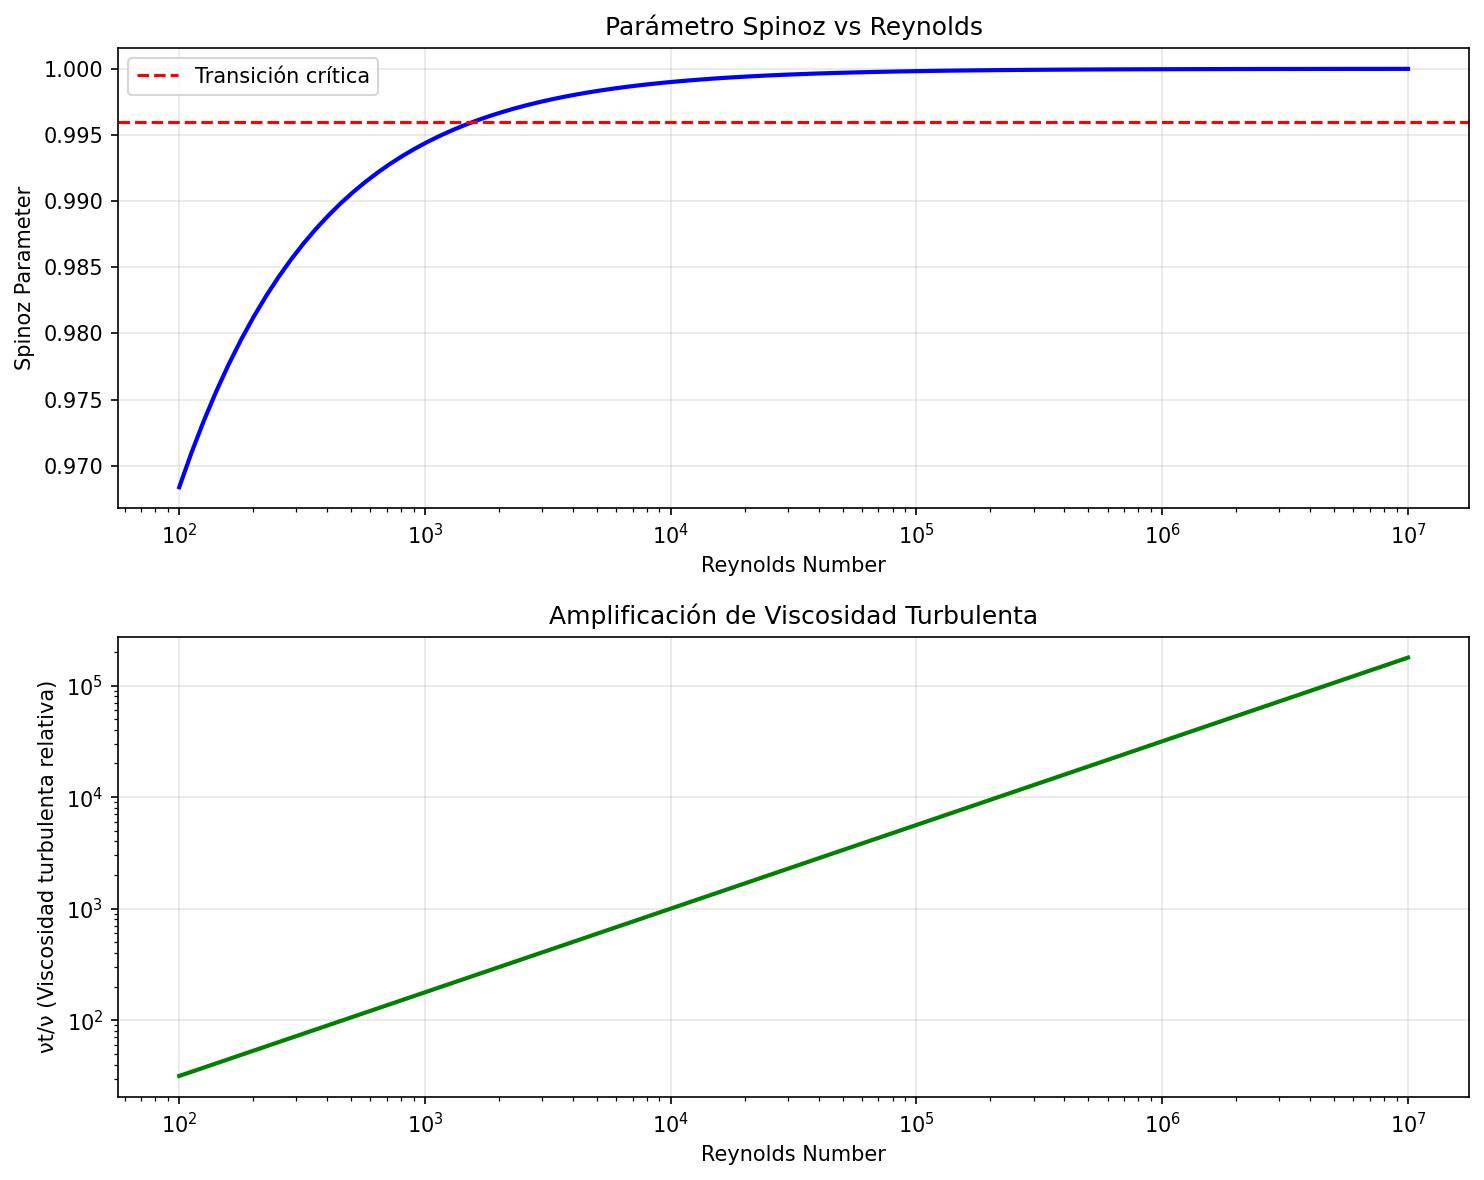 Parámetro Spinoz vs Reynolds
Transición crítica
1.000
0.995
0.990
0.985
0.980
0.975
0.970
Spinoz Parameter
10² 10³ 10⁴ 10⁵ 10⁶ 10⁷
Reynolds Number
Amplificación de Viscosidad Turbulenta
10⁵
10⁴
10³
10²
νt/ν (Viscosidad turbulenta relativa)
10² 10³ 10⁴ 10⁵ 10⁶ 10⁷
Reynolds Number